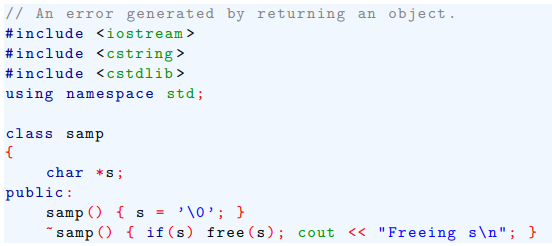 // An error generated by returning an object.
#include <iostream>
#include <cstring>
#include <cstdlib>
using namespace std;
class samp
{
char *s;
public:
samp() { s = '\0'; }
~samp() { if(s) free(s); cout << "Freeing s\n"; }